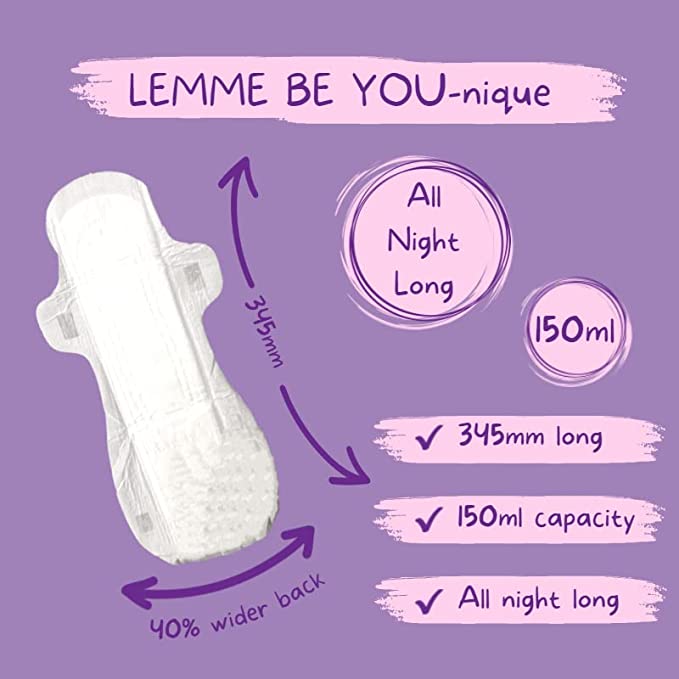 LEMME BE YOU-nique
All
Night
Long
150ml
345mm
345mm long
150ml capacity
All night long
40% wider back